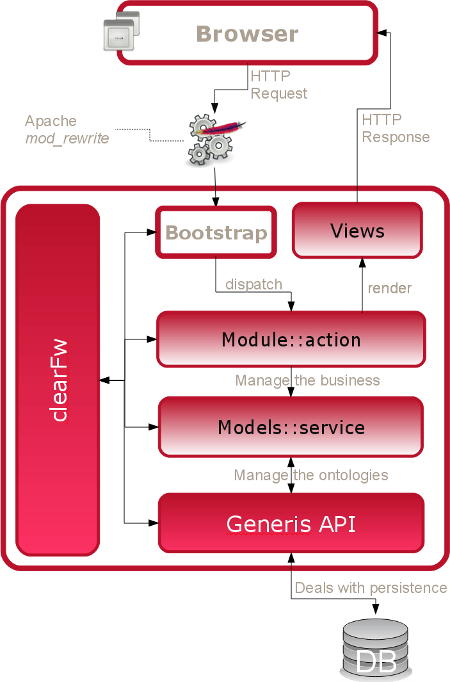 Browser
HTTP
Request
HTTP
Response
Apache
mod_rewrite
Bootstrap
Views
dispatch
render
clearFw
Module::action
Manage the business
Models::service
Manage the ontologies
Generis API
Deals with persistence
DB